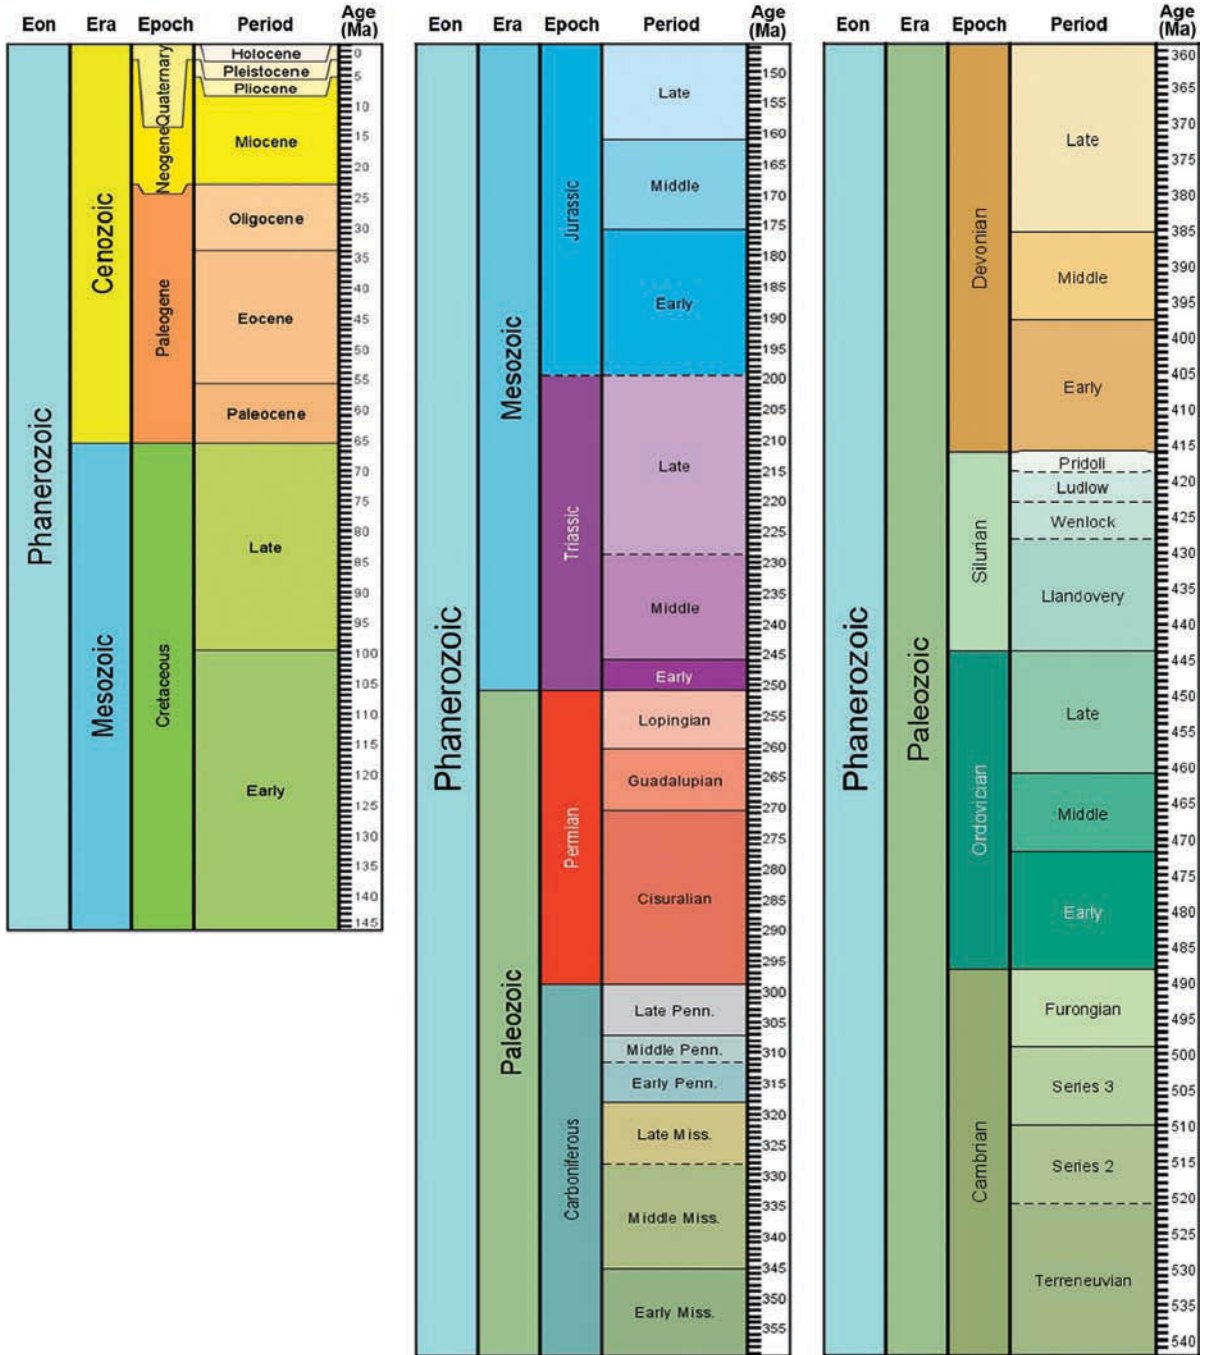 Eon Era Epoch Period Age (Ma)
Phanerozoic
Cenozoic
Mesozoic
Quaternary
Neogene
Paleogene
Cretaceous
Holocene
Pleistocene
Pliocene
Miocene
Oligocene
Eocene
Paleocene
Late
Early
0
5
10
15
20
25
30
35
40
45
50
55
60
65
70
75
80
85
90
95
100
105
110
115
120
125
130
135
140
145
Eon Era Epoch Period Age (Ma)
Phanerozoic
Mesozoic
Paleozoic
Jurassic
Triassic
Permian
Carboniferous
Late
Middle
Early
Late
Middle
Early
Lopingian
Guadalupian
Cisuralian
Late Penn.
Middle Penn.
Early Penn.
Late Miss.
Middle Miss.
Early Miss.
150
155
160
165
170
175
180
185
190
195
200
205
210
215
220
225
230
235
240
245
250
255
260
265
270
275
280
285
290
295
300
305
310
315
320
325
330
335
340
345
350
355
Eon Era Epoch Period Age (Ma)
Phanerozoic
Paleozoic
Devonian
Silurian
Ordovician
Cambrian
Late
Middle
Early
Pridoli
Ludlow
Wenlock
Llandovery
Late
Middle
Early
Furongian
Series 3
Series 2
Terreneuvian
360
365
370
375
380
385
390
395
400
405
410
415
420
425
430
435
440
445
450
455
460
465
470
475
480
485
490
495
500
505
510
515
520
525
530
535
540